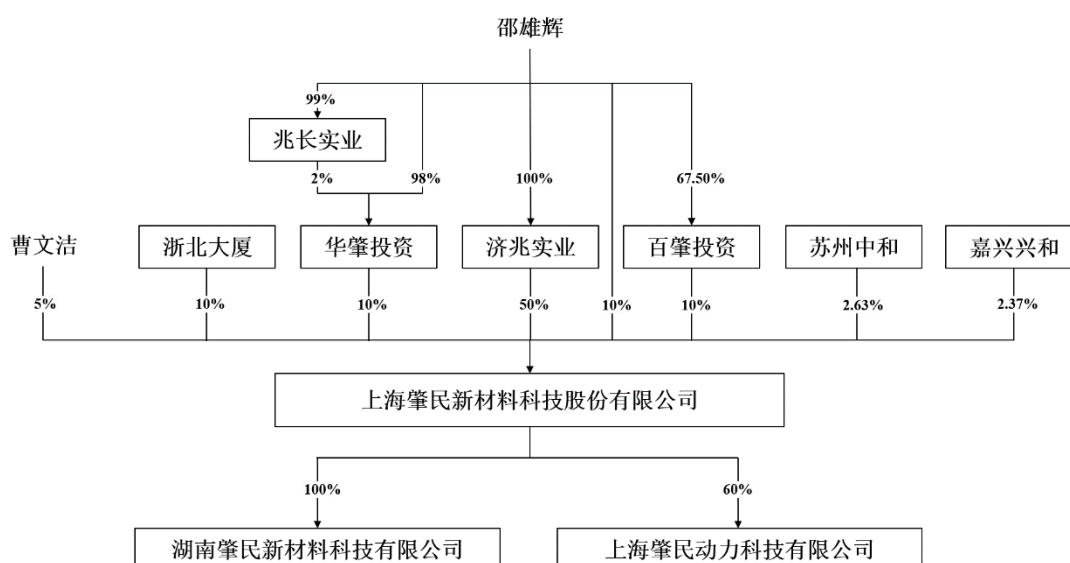 邵雄辉
99%
兆长实业
2%
98%
100%
67.50%
曹文洁
浙北大厦
华肇投资
济兆实业
百肇投资
苏州中和
嘉兴兴和
5%
10%
10%
50%
10%
10%
2.63%
2.37%
上海肇民新材料科技股份有限公司
100%
60%
湖南肇民新材料科技有限公司
上海肇民动力科技有限公司